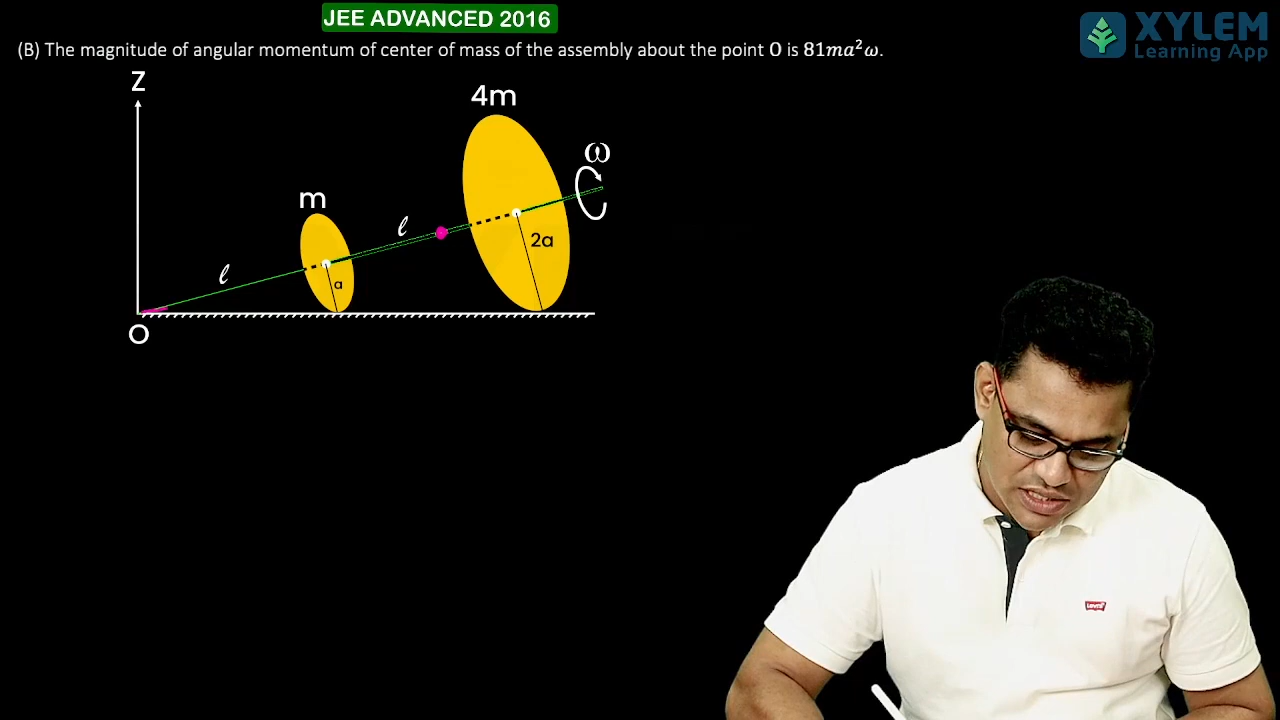 JEE ADVANCED 2016
XYLEM
Learning App
(B) The magnitude of angular momentum of center of mass of the assembly about the point O is 81ma²ω.
Z
4m
ω
m
ℓ
2a
ℓ
a
O
Levi's